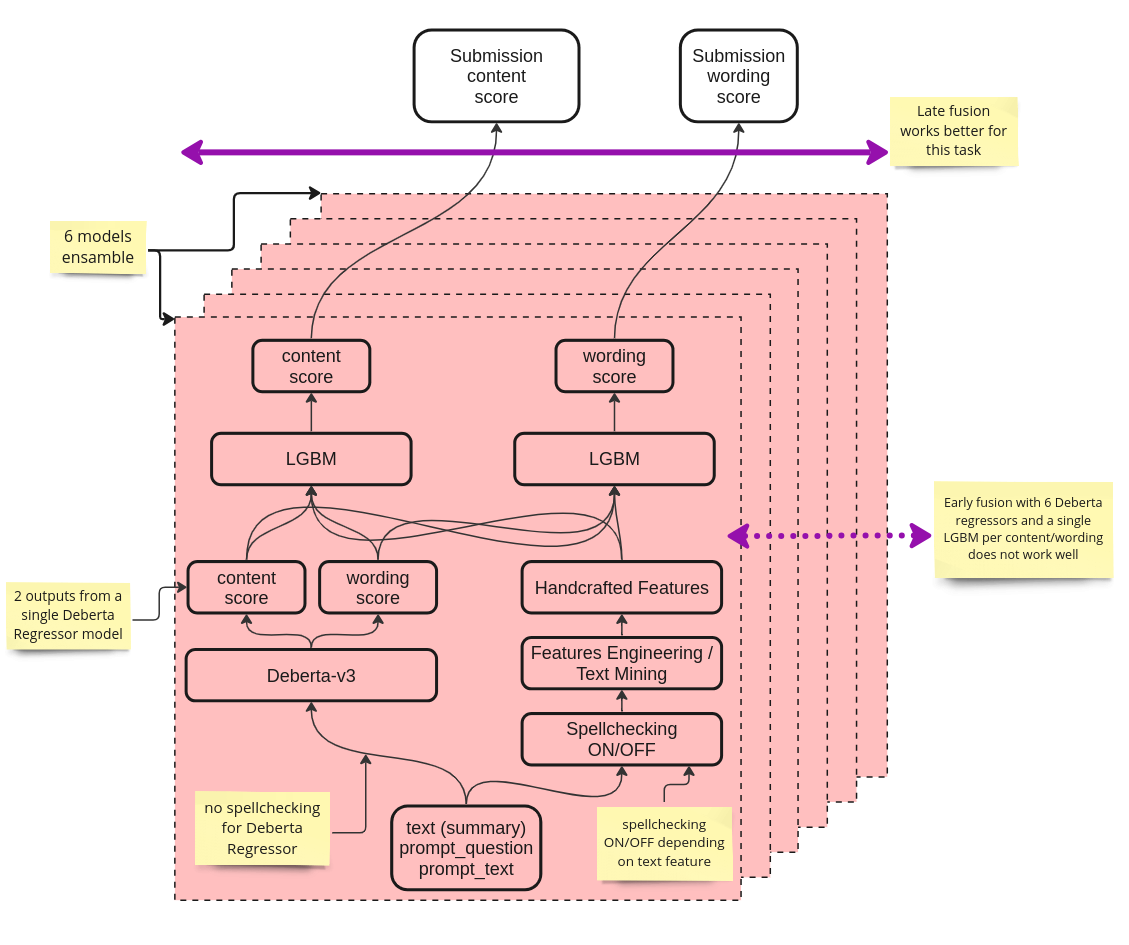 Submission
content
score
Submission
wording
score
Late fusion
works better for
this task
6 models
ensamble
content
score
wording
score
LGBM
LGBM
Early fusion with 6 Deberta
regressors and a single
LGBM per content/wording
does not work well
2 outputs from a
single Deberta
Regressor model
content
score
wording
score
Handcrafted Features
Features Engineering /
Text Mining
Deberta-v3
Spellchecking
ON/OFF
no spellchecking
for Deberta
Regressor
text (summary)
prompt_question
prompt_text
spellchecking
ON/OFF depending
on text feature